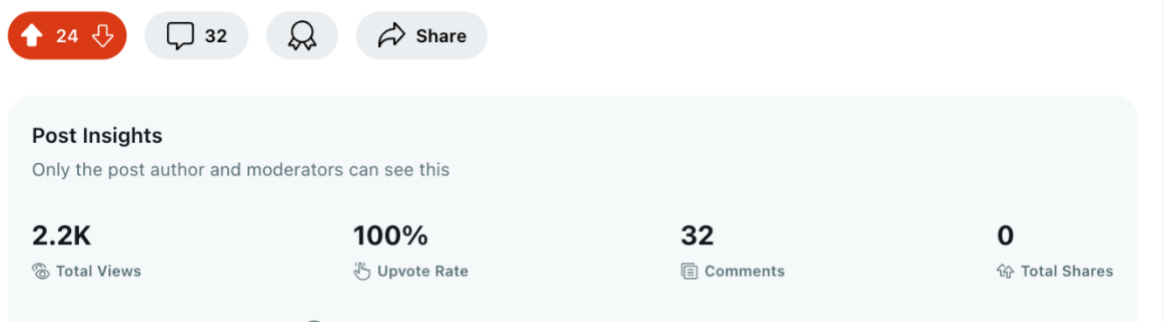 24 32 Share
Post Insights
Only the post author and moderators can see this
2.2K 100% 32 0
Total Views Upvote Rate Comments Total Shares